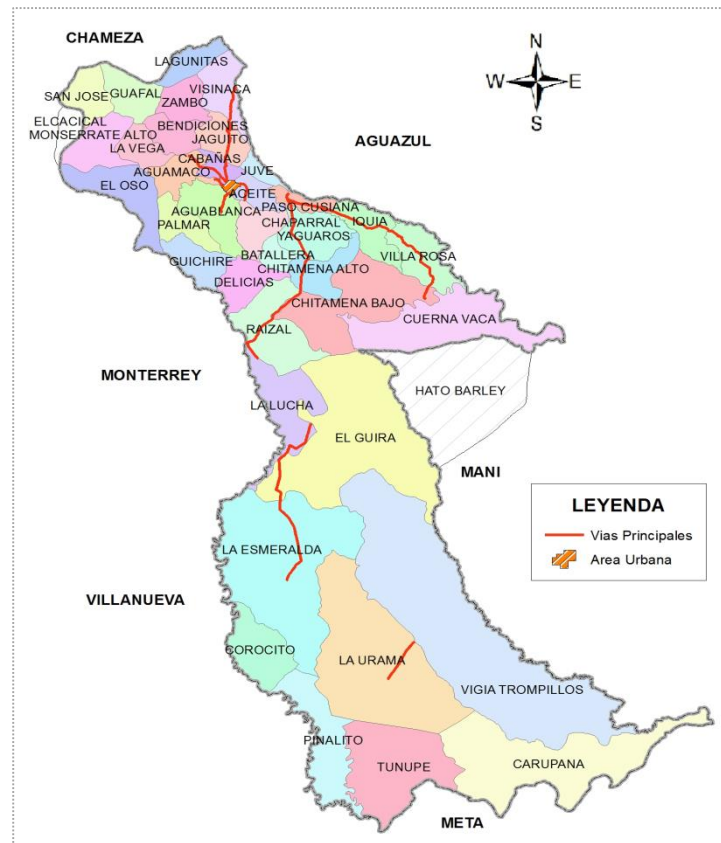 CHAMEZA
N
W E
S
LAGUNITAS
VISINACA
SAN JOSE
GUAFAL
ZAMBO
ELCACICAL
BENDICIONES
MONSERRATE ALTO
JAGUITO
LA VEGA
AGUAZUL
CABAÑAS
AGUAMACO
JUVE
EL OSO
ACEITE
PASO CUSIANA
AGUABLANCA
PALMAR
CHAPARRAL
IQUIA
YAGUAROS
GUICHIRE
BATALLERA
VILLA ROSA
CHITAMENA ALTO
DELICIAS
CHITAMENA BAJO
CUERNA VACA
RAIZAL
MONTERREY
HATO BARLEY
LA LUCHA
EL GUIRA
MANI
LEYENDA
Vias Principales
Area Urbana
LA ESMERALDA
VILLANUEVA
COROCITO
LA URAMA
VIGIA TROMPILLOS
PIÑALITO
TUNUPE
CARUPANA
META